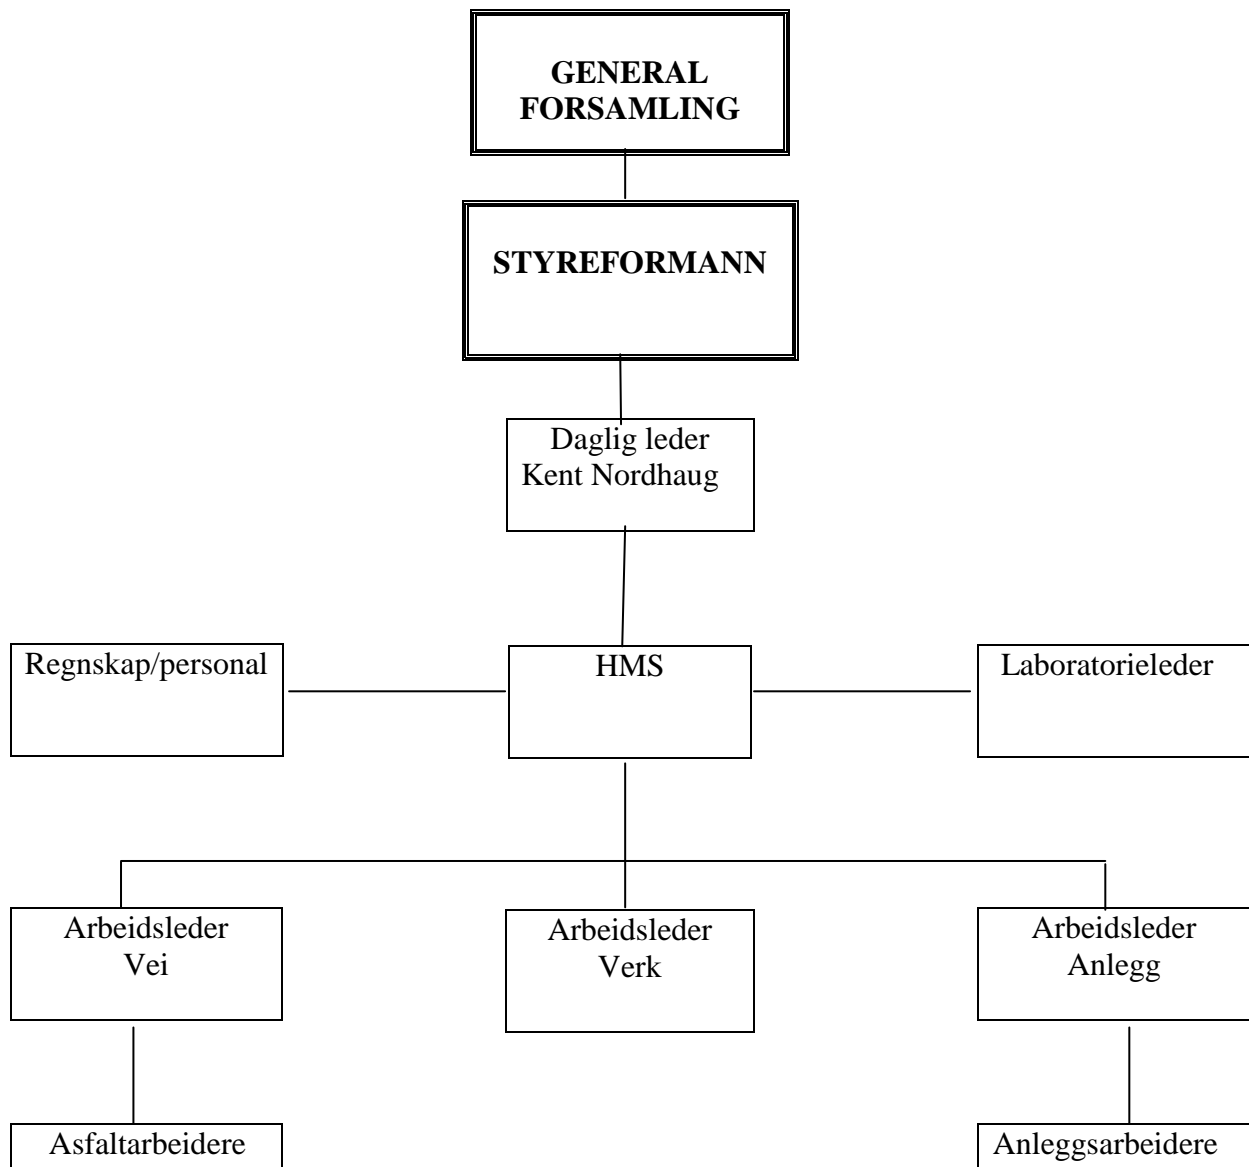 GENERAL
FORSAMLING
STYREFORMANN
Daglig leder
Kent Nordhaug
Regnskap/personal
HMS
Laboratorieleder
Arbeidsleder
Vei
Arbeidsleder
Verk
Arbeidsleder
Anlegg
Asfaltarbeidere
Anleggsarbeidere